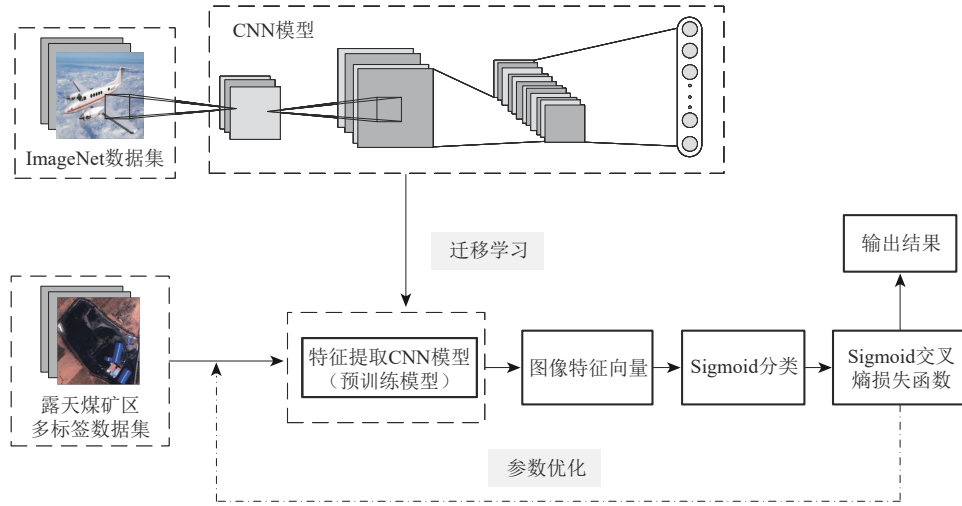 CNN模型
ImageNet数据集
迁移学习
输出结果
特征提取CNN模型
（预训练模型）
图像特征向量
Sigmoid分类
Sigmoid交叉
熵损失函数
露天煤矿区
多标签数据集
参数优化